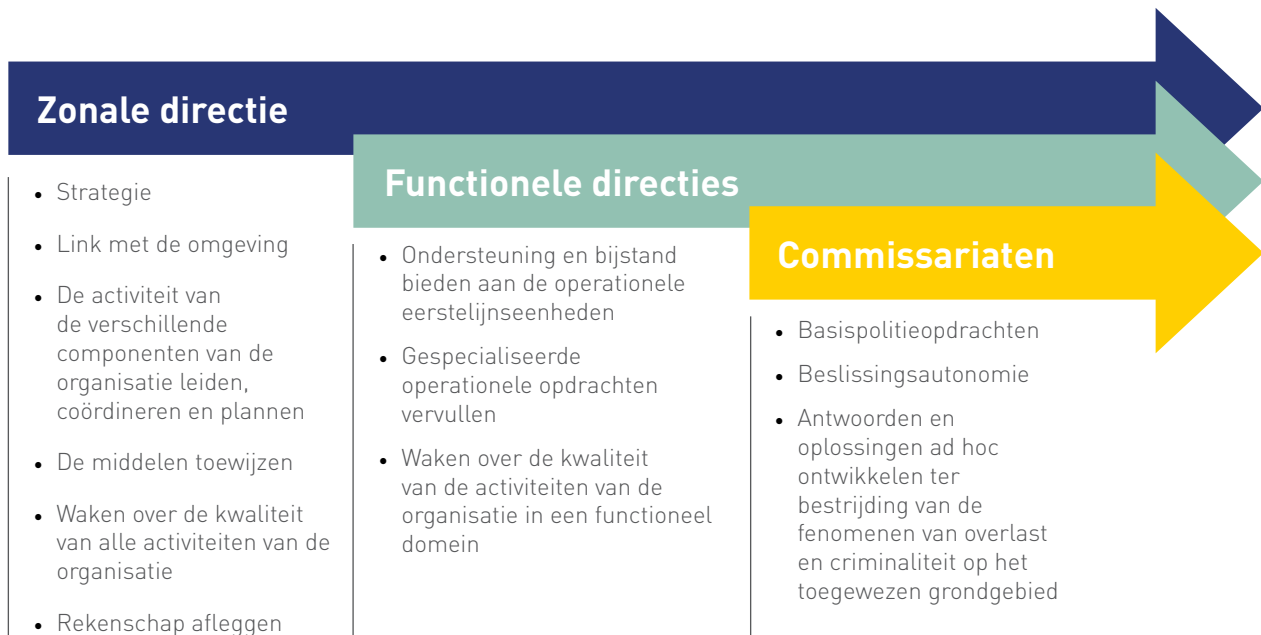 Zonale directie
• Strategie
• Link met de omgeving
• De activiteit van
de verschillende
componenten van de
organisatie leiden,
coördineren en plannen
• De middelen toewijzen
• Waken over de kwaliteit
van alle activiteiten van de
organisatie
• Rekenschap afleggen
Functionele directies
• Ondersteuning en bijstand
bieden aan de operationele
eerstelijnseenheden
• Gespecialiseerde
operationele opdrachten
vervullen
• Waken over de kwaliteit
van de activiteiten van de
organisatie in een functioneel
domein
Commissariaten
• Basispolitieopdrachten
• Beslissingsautonomie
• Antwoorden en
oplossingen ad hoc
ontwikkelen ter
bestrijding van de
fenomenen van overlast
en criminaliteit op het
toegewezen grondgebied